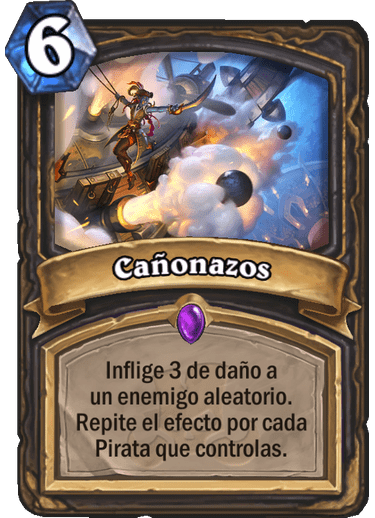 6
Cañonazos
Inflige 3 de daño a
un enemigo aleatorio.
Repite el efecto por cada
Pirata que controlas.